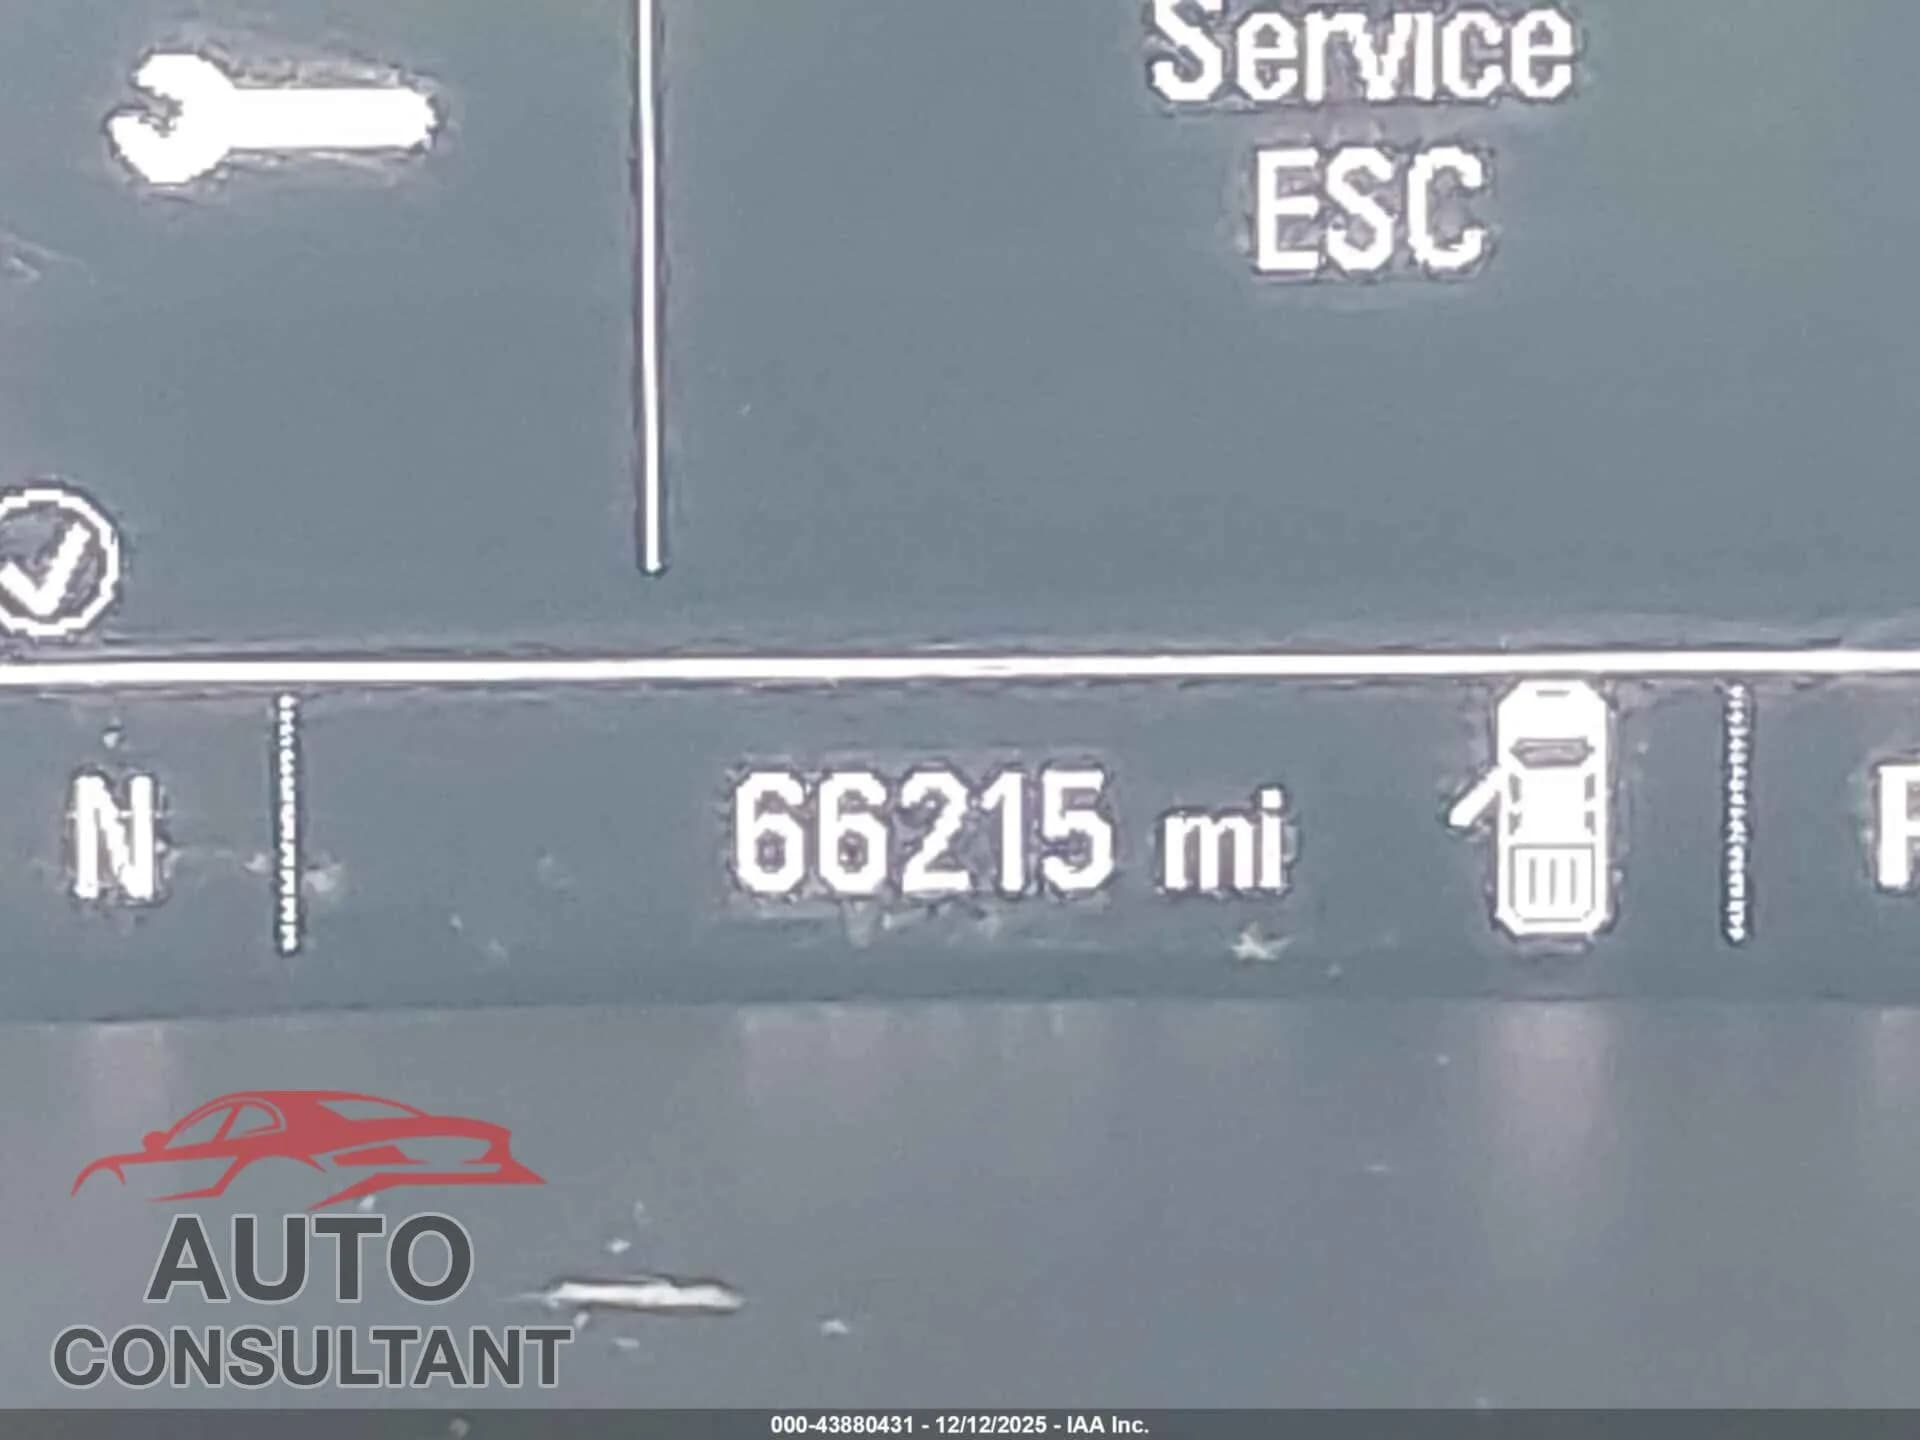 Service
ESC
N
66215 mi
AUTO
CONSULTANT
000-43880431 - 12/12/2025 - IAA Inc.